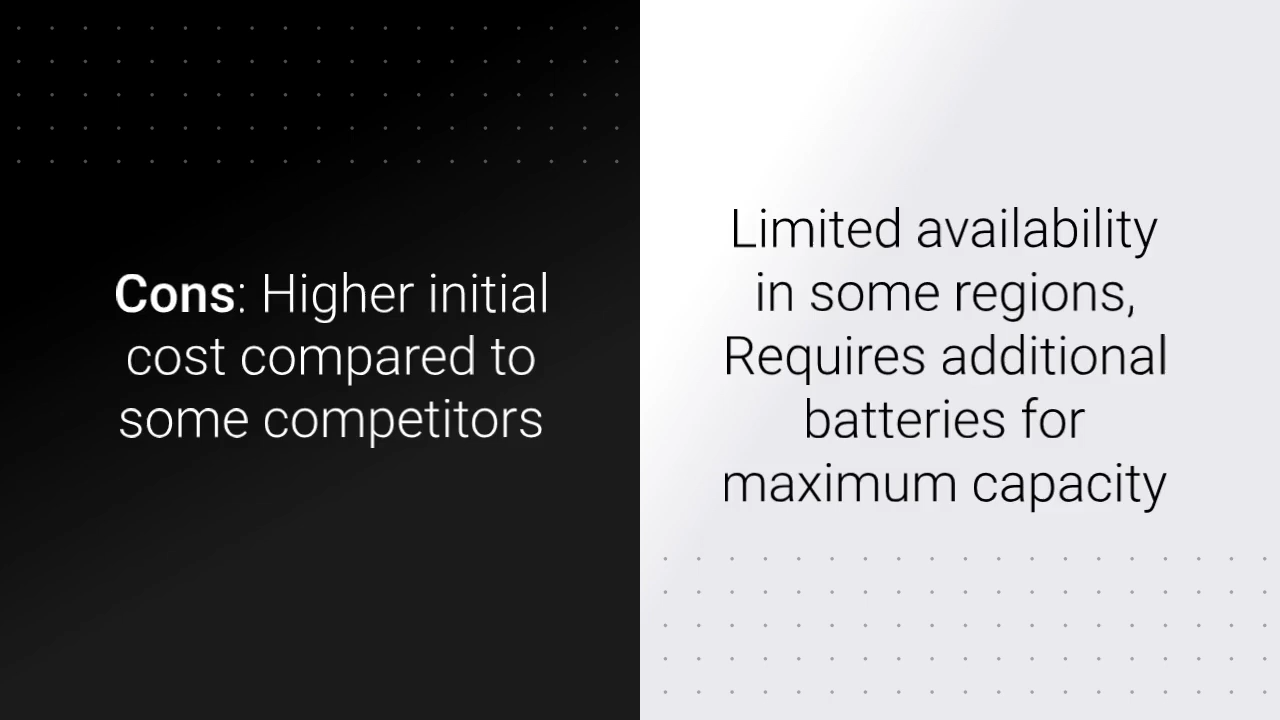 Cons: Higher initial
cost compared to
some competitors
Limited availability
in some regions,
Requires additional
batteries for
maximum capacity